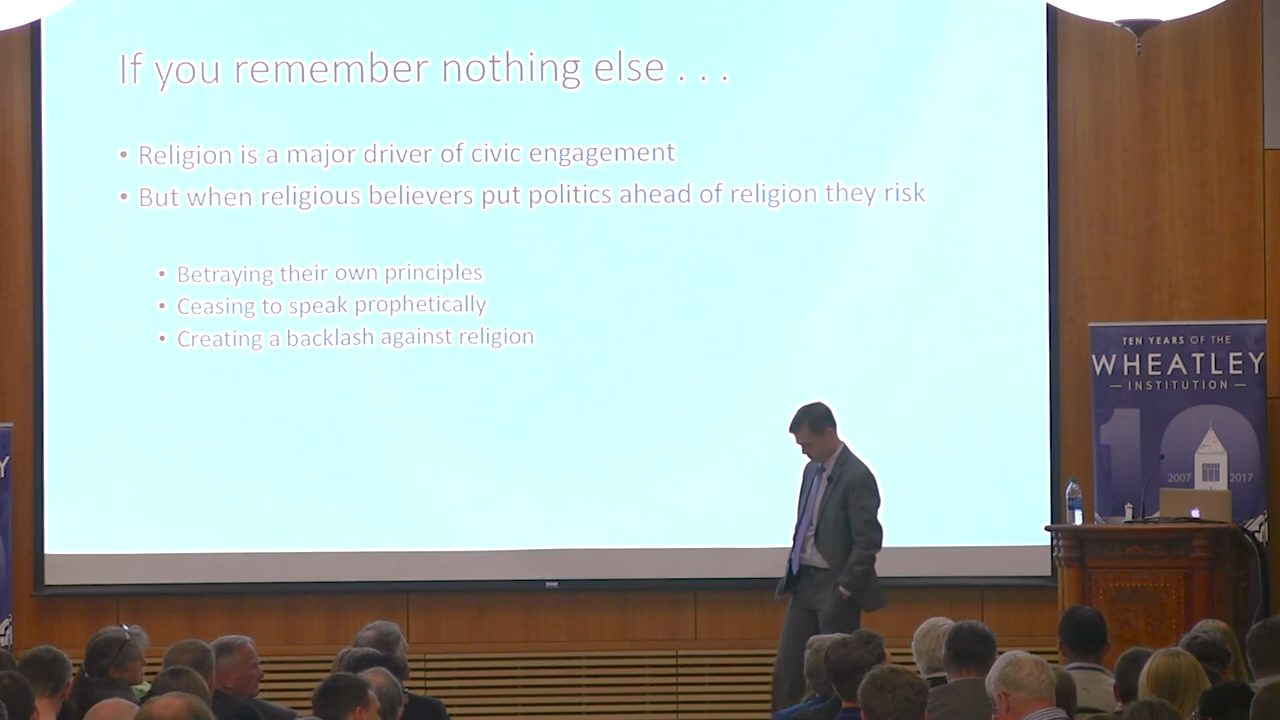 If you remember nothing else . . .
• Religion is a major driver of civic engagement
• But when religious believers put politics ahead of religion they risk
• Betraying their own principles
• Ceasing to speak prophetically
• Creating a backlash against religion
TEN YEARS OF THE
WHEATLEY
— INSTITUTION —
10
2007
2017
Y